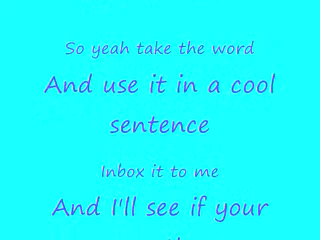 So yeah take the word
And use it in a cool
sentence
Inbox it to me
And I'll see if your